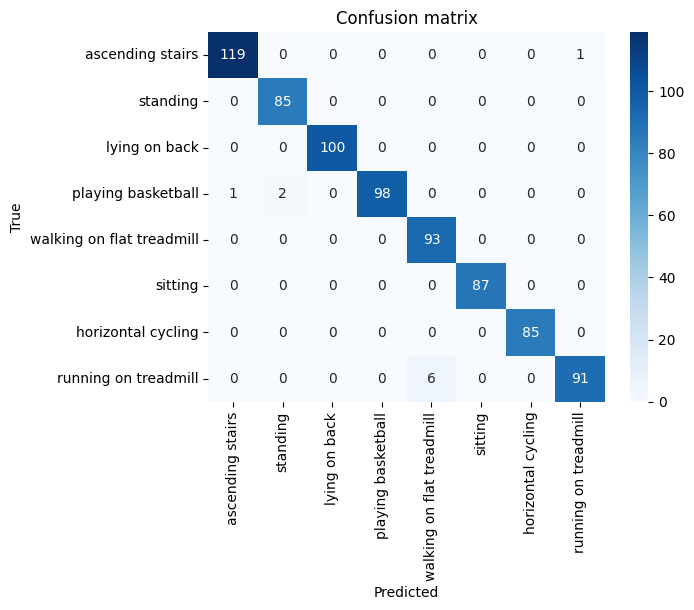 Confusion matrix
ascending stairs 119 0 0 0 0 0 0 1
standing 0 85 0 0 0 0 0 0
lying on back 0 0 100 0 0 0 0 0
playing basketball 1 2 0 98 0 0 0 0
walking on flat treadmill 0 0 0 0 93 0 0 0
sitting 0 0 0 0 0 87 0 0
horizontal cycling 0 0 0 0 0 0 85 0
running on treadmill 0 0 0 0 6 0 0 91
True
ascending stairs
standing
lying on back
playing basketball
walking on flat treadmill
sitting
horizontal cycling
running on treadmill
Predicted
100
80
60
40
20
0